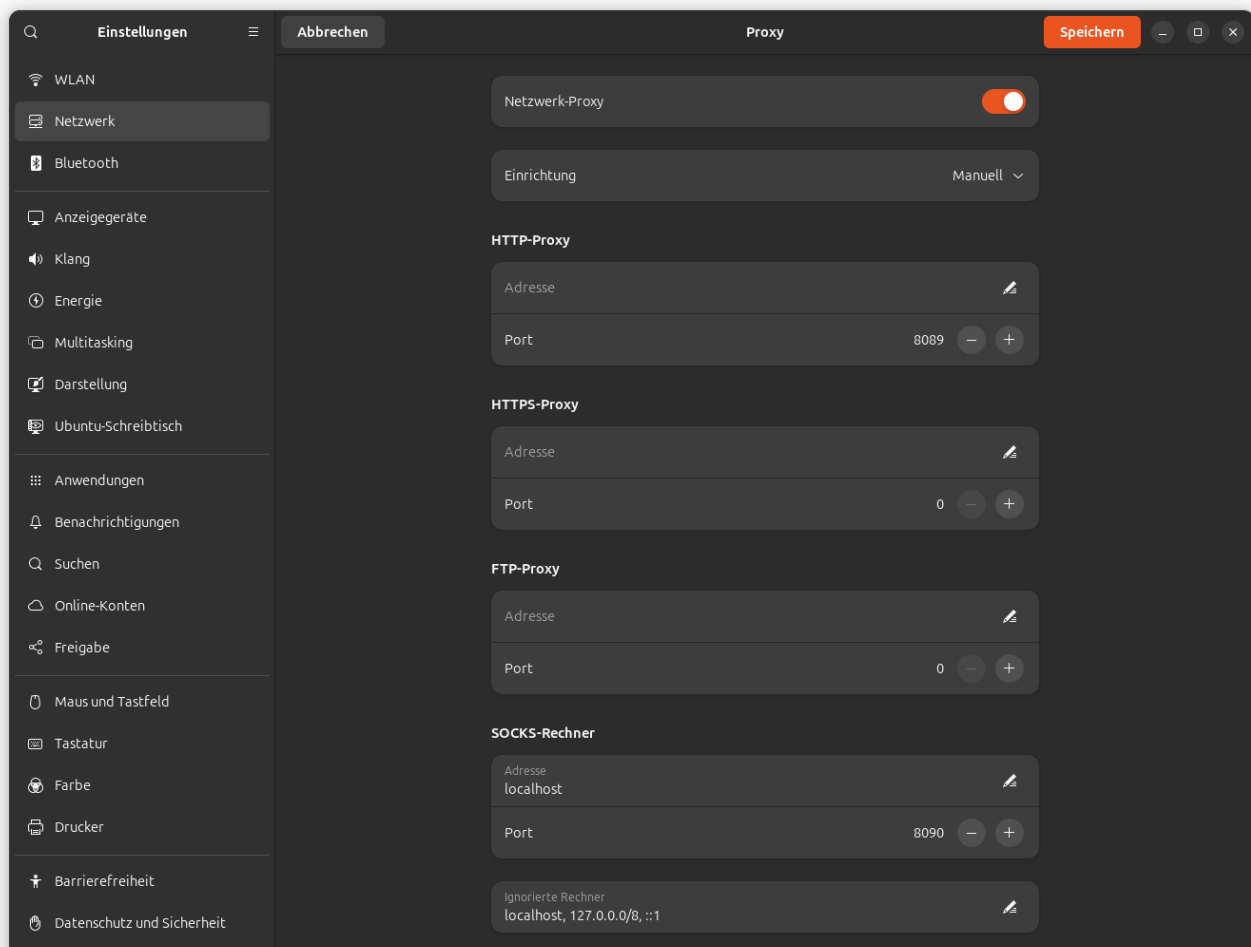 Einstellungen
Abbrechen
Proxy
Speichern
WLAN
Netzwerk
Bluetooth
Anzeigegeräte
Klang
Energie
Multitasking
Darstellung
Ubuntu-Schreibtisch
Anwendungen
Benachrichtigungen
Suchen
Online-Konten
Freigabe
Maus und Tastfeld
Tastatur
Farbe
Drucker
Barrierefreiheit
Datenschutz und Sicherheit
Netzwerk-Proxy
Einrichtung Manuell
HTTP-Proxy
Adresse
Port 8089
HTTPS-Proxy
Adresse
Port 0
FTP-Proxy
Adresse
Port 0
SOCKS-Rechner
Adresse
localhost
Port 8090
Ignorierte Rechner
localhost, 127.0.0.0/8, ::1